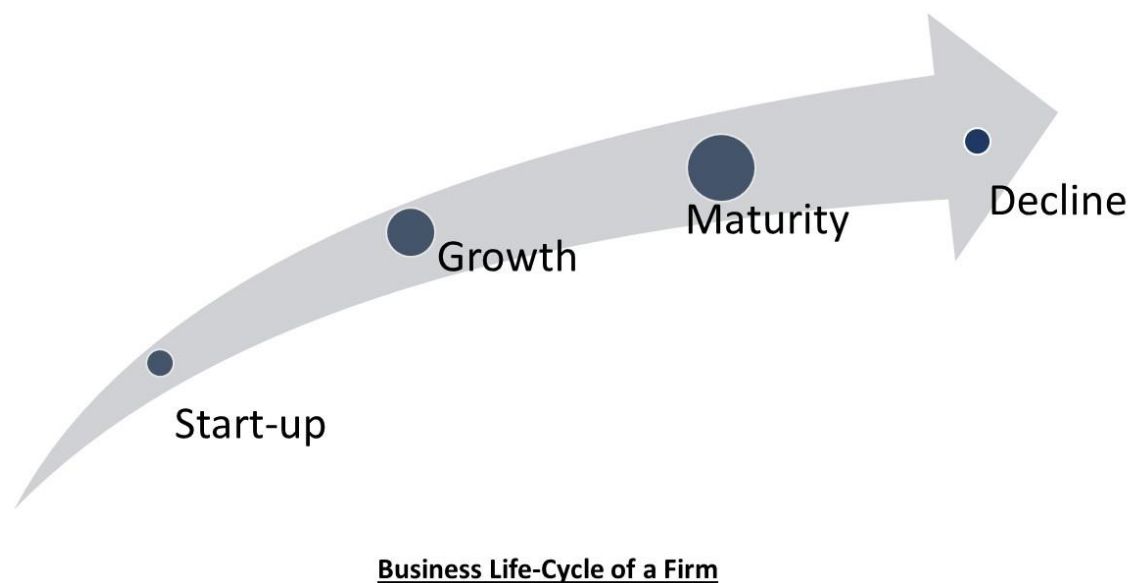 Start-up
Growth
Maturity
Decline
Business Life-Cycle of a Firm